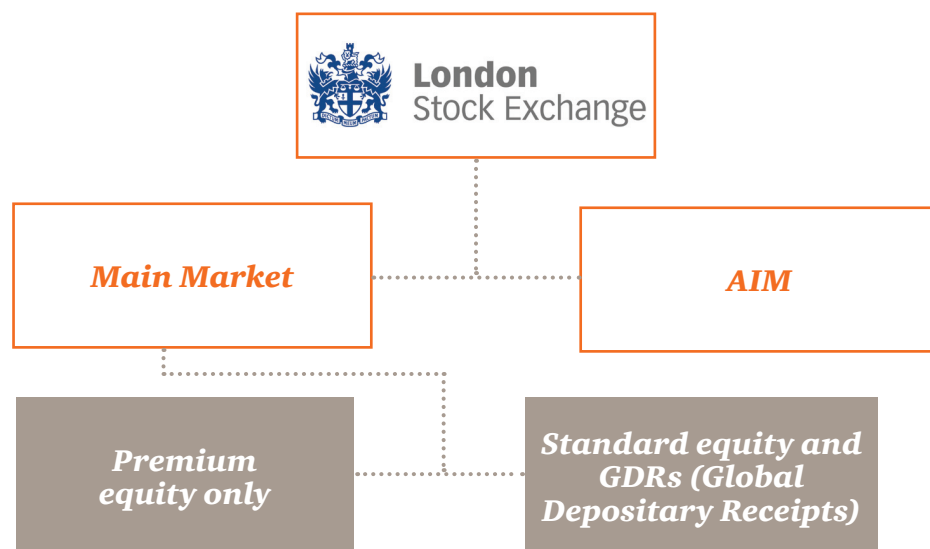 London
Stock Exchange
Main Market
AIM
Premium
equity only
Standard equity and
GDRs (Global
Depositary Receipts)